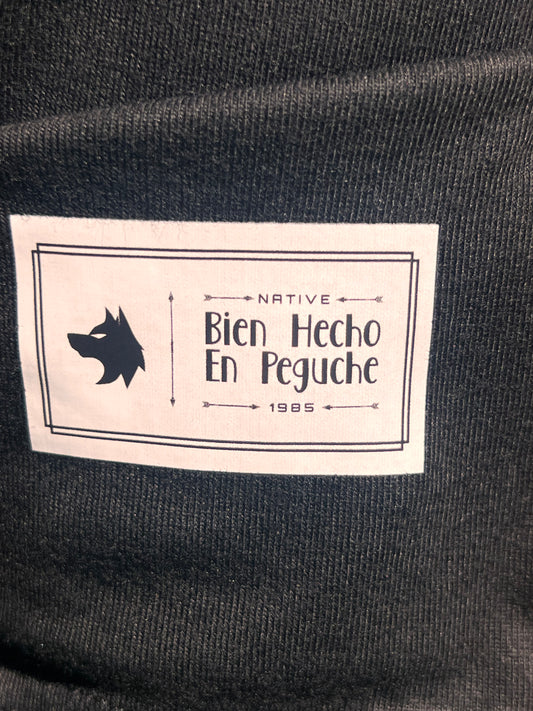 NATIVE
Bien Hecho
En Peguche
1985